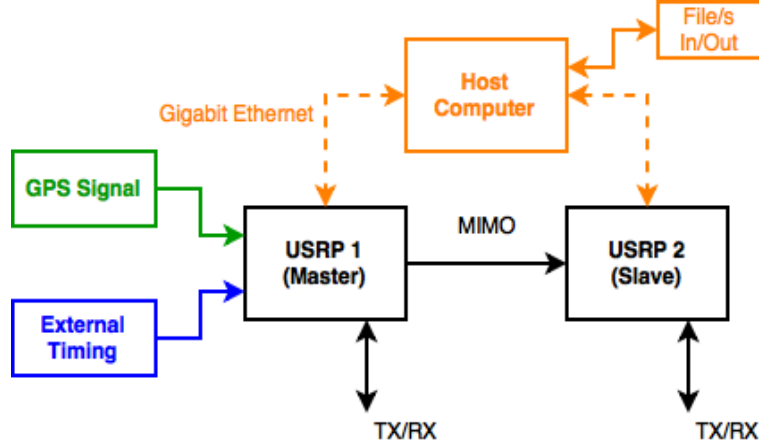 File/s
In/Out
Host
Computer
Gigabit Ethernet
GPS Signal
USRP 1
(Master)
MIMO
USRP 2
(Slave)
External
Timing
TX/RX
TX/RX